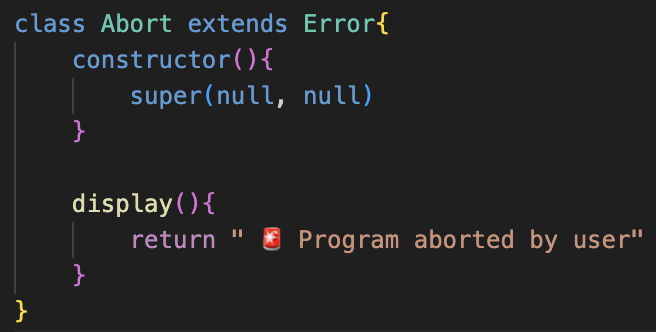 class Abort extends Error{
    constructor(){
        super(null, null)
    }

    display(){
        return " 🚨 Program aborted by user"
    }
}